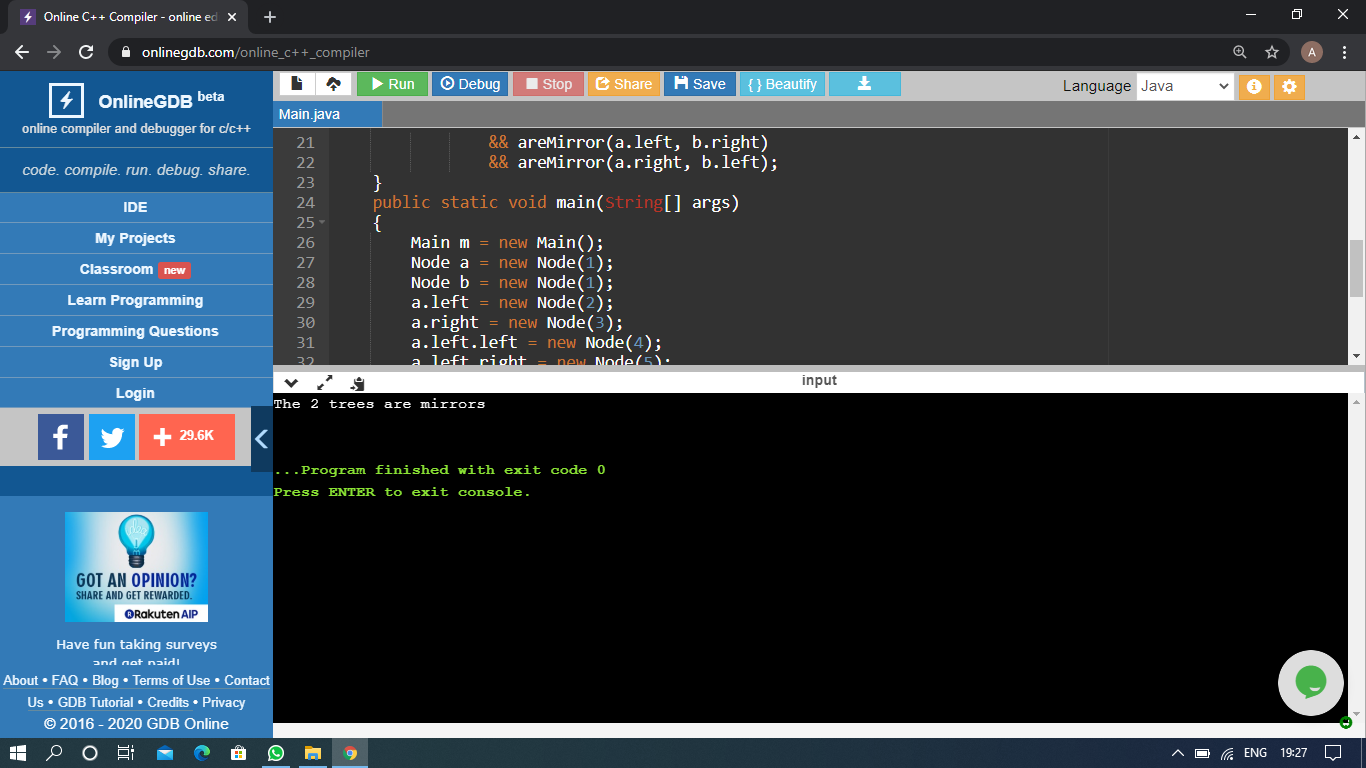 Online C++ Compiler - online ed
onlinegdb.com/online_c++_compiler
A
OnlineGDB beta
online compiler and debugger for c/c++
code. compile. run. debug. share.
IDE
My Projects
Classroom new
Learn Programming
Programming Questions
Sign Up
Login
f
29.6K
GOT AN OPINION?
SHARE AND GET REWARDED.
Rakuten AIP
Have fun taking surveys
and get paid!
About • FAQ • Blog • Terms of Use • Contact
Us • GDB Tutorial • Credits • Privacy
© 2016 - 2020 GDB Online
Run Debug Stop Share Save { } Beautify
Language Java
Main.java
21 && areMirror(a.left, b.right)
22 && areMirror(a.right, b.left);
23 }
24 public static void main(String[] args)
25 {
26 Main m = new Main();
27 Node a = new Node(1);
28 Node b = new Node(1);
29 a.left = new Node(2);
30 a.right = new Node(3);
31 a.left.left = new Node(4);
32 a.left.right = new Node(5);
input
The 2 trees are mirrors
...Program finished with exit code 0
Press ENTER to exit console.
ENG 19:27